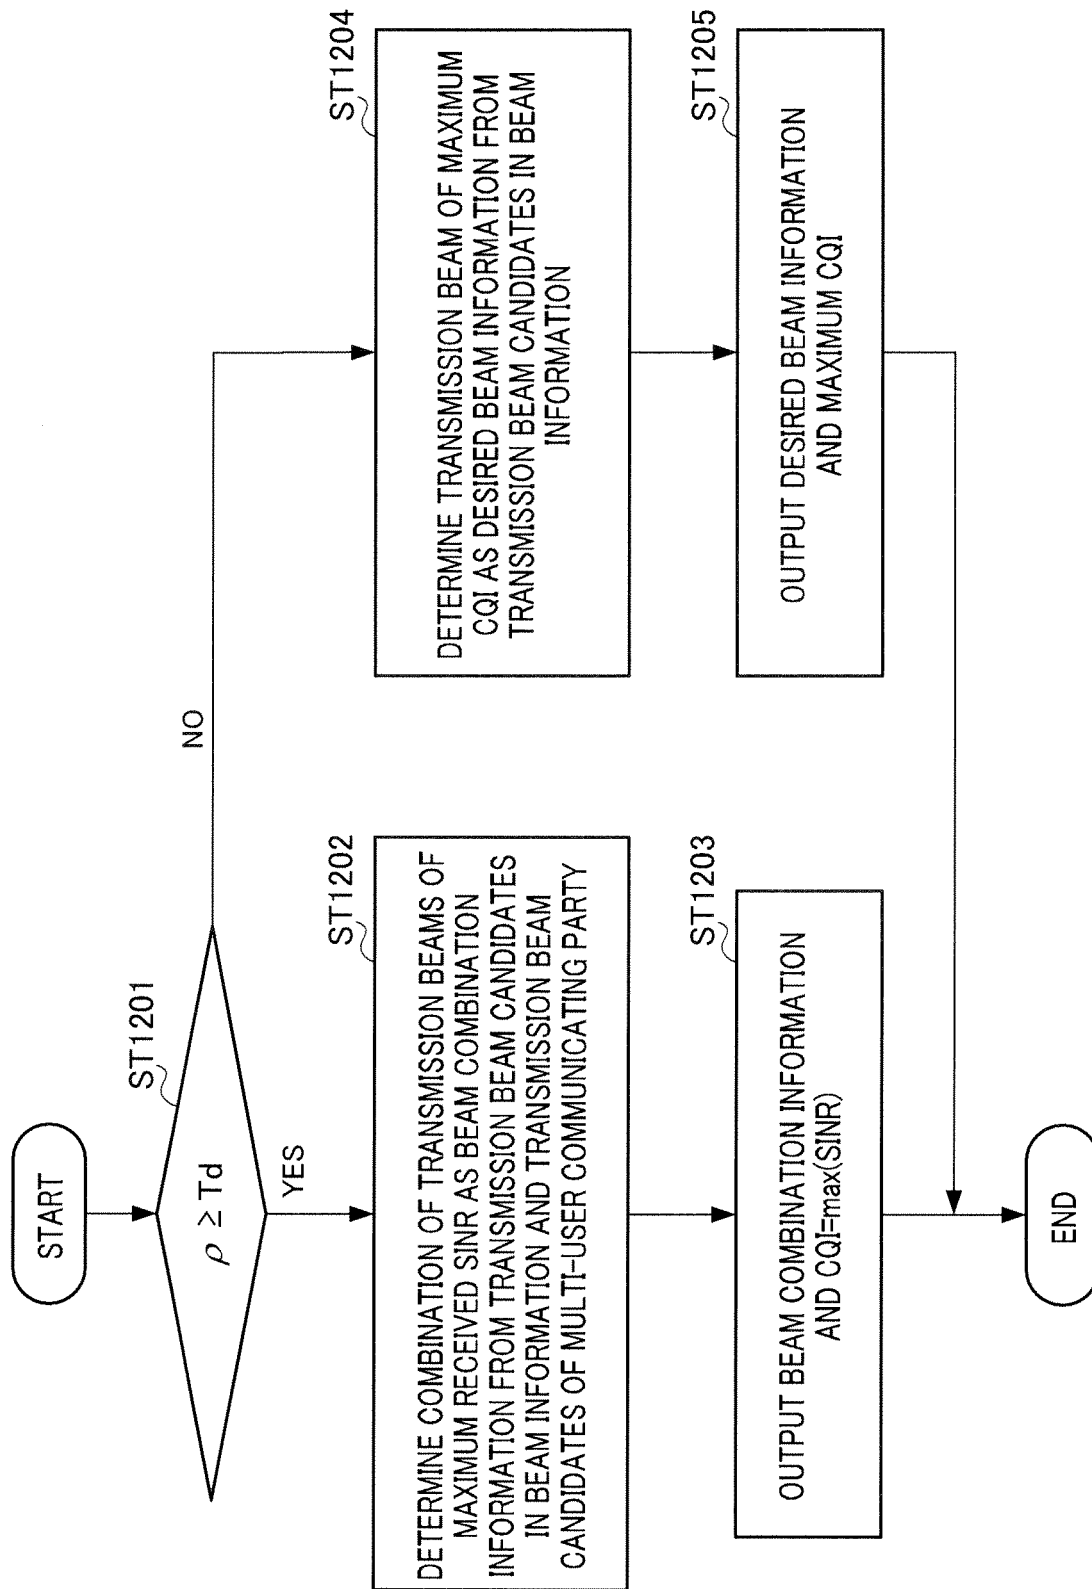 START
ST1201
ρ ≥ Td
NO
YES
ST1202
DETERMINE COMBINATION OF TRANSMISSION BEAMS OF
MAXIMUM RECEIVED SINR AS BEAM COMBINATION
INFORMATION FROM TRANSMISSION BEAM CANDIDATES
IN BEAM INFORMATION AND TRANSMISSION BEAM
CANDIDATES OF MULTI-USER COMMUNICATING PARTY
ST1204
DETERMINE TRANSMISSION BEAM OF MAXIMUM
CQI AS DESIRED BEAM INFORMATION FROM
TRANSMISSION BEAM CANDIDATES IN BEAM
INFORMATION
ST1203
OUTPUT BEAM COMBINATION INFORMATION
AND CQI=max(SINR)
ST1205
OUTPUT DESIRED BEAM INFORMATION
AND MAXIMUM CQI
END